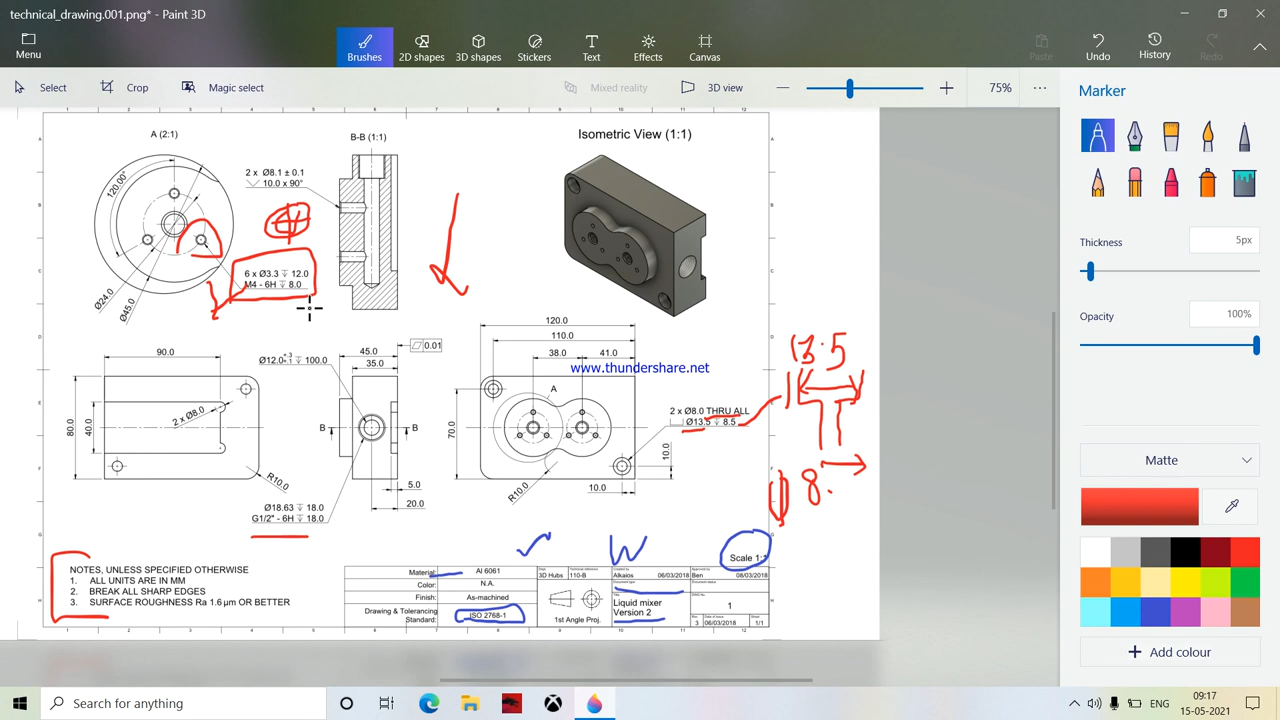 technical_drawing.001.png* - Paint 3D
Menu
Brushes
2D shapes
3D shapes
Stickers
Text
Effects
Canvas
Paste
Undo
History
Redo
Select
Crop
Magic select
Mixed reality
3D view
75%
Marker
Thickness
5px
Opacity
100%
Matte
Add colour
A (2:1)
B-B (1:1)
Isometric View (1:1)
120.00°
2 x Ø8.1 ± 0.1
10.0 x 90°
6 x Ø3.3 ↧ 12.0
M4 - 6H ↧ 8.0
Ø24.0
Ø45.0
90.0
80.0
40.0
2 x Ø8.0
R10.0
Ø18.63 ↧ 18.0
G1/2" - 6H ↧ 18.0
45.0
35.0
0.01
B
B
5.0
20.0
120.0
110.0
38.0
41.0
www.thundershare.net
A
70.0
2 x Ø8.0 THRU ALL
⌴ Ø13.5 ↧ 8.5
10.0
10.0
R10.0
13.5
8.
NOTES, UNLESS SPECIFIED OTHERWISE
1. ALL UNITS ARE IN MM
2. BREAK ALL SHARP EDGES
3. SURFACE ROUGHNESS Ra 1.6 µm OR BETTER
W
Scale 1:1
Material: Al 6061
Color: N.A.
Finish: As-machined
Drawing & Tolerancing Standard: ISO 2768-1
3D Hubs
110-B
Alkaios 06/03/2018
Ben 08/03/2018
1st Angle Proj.
Liquid mixer
Version 2
1
3
06/03/2018
1/1
Search for anything
ENG
09:17
15-05-2021